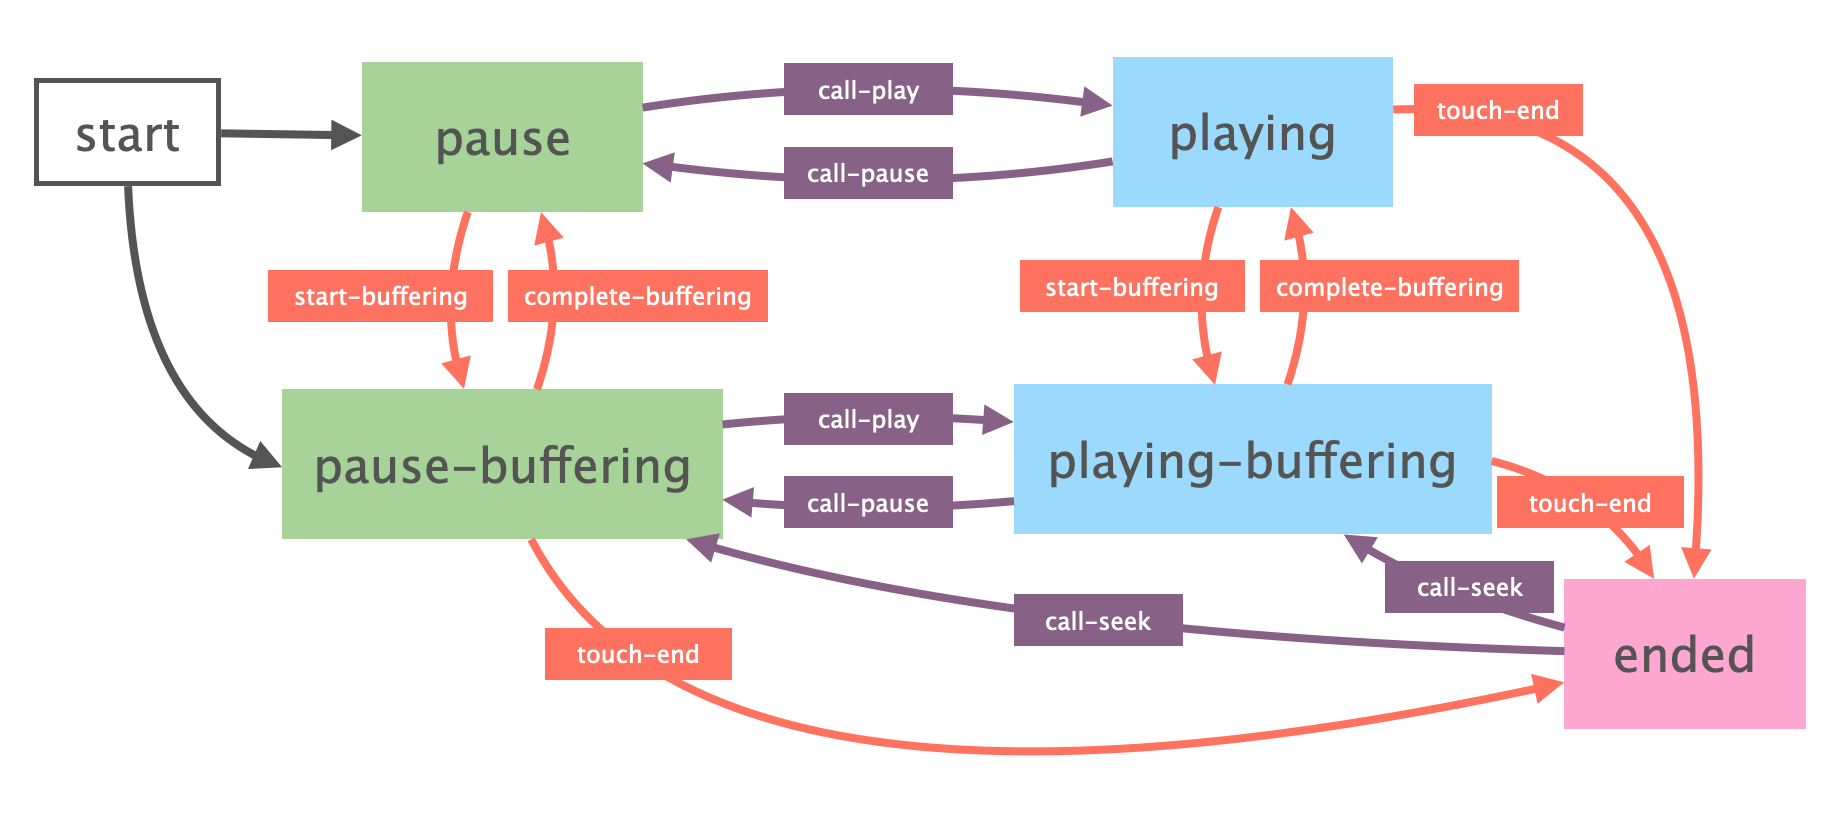 start
pause
call-play
call-pause
playing
touch-end
start-buffering
complete-buffering
start-buffering
complete-buffering
pause-buffering
call-play
call-pause
playing-buffering
touch-end
call-seek
call-seek
touch-end
ended